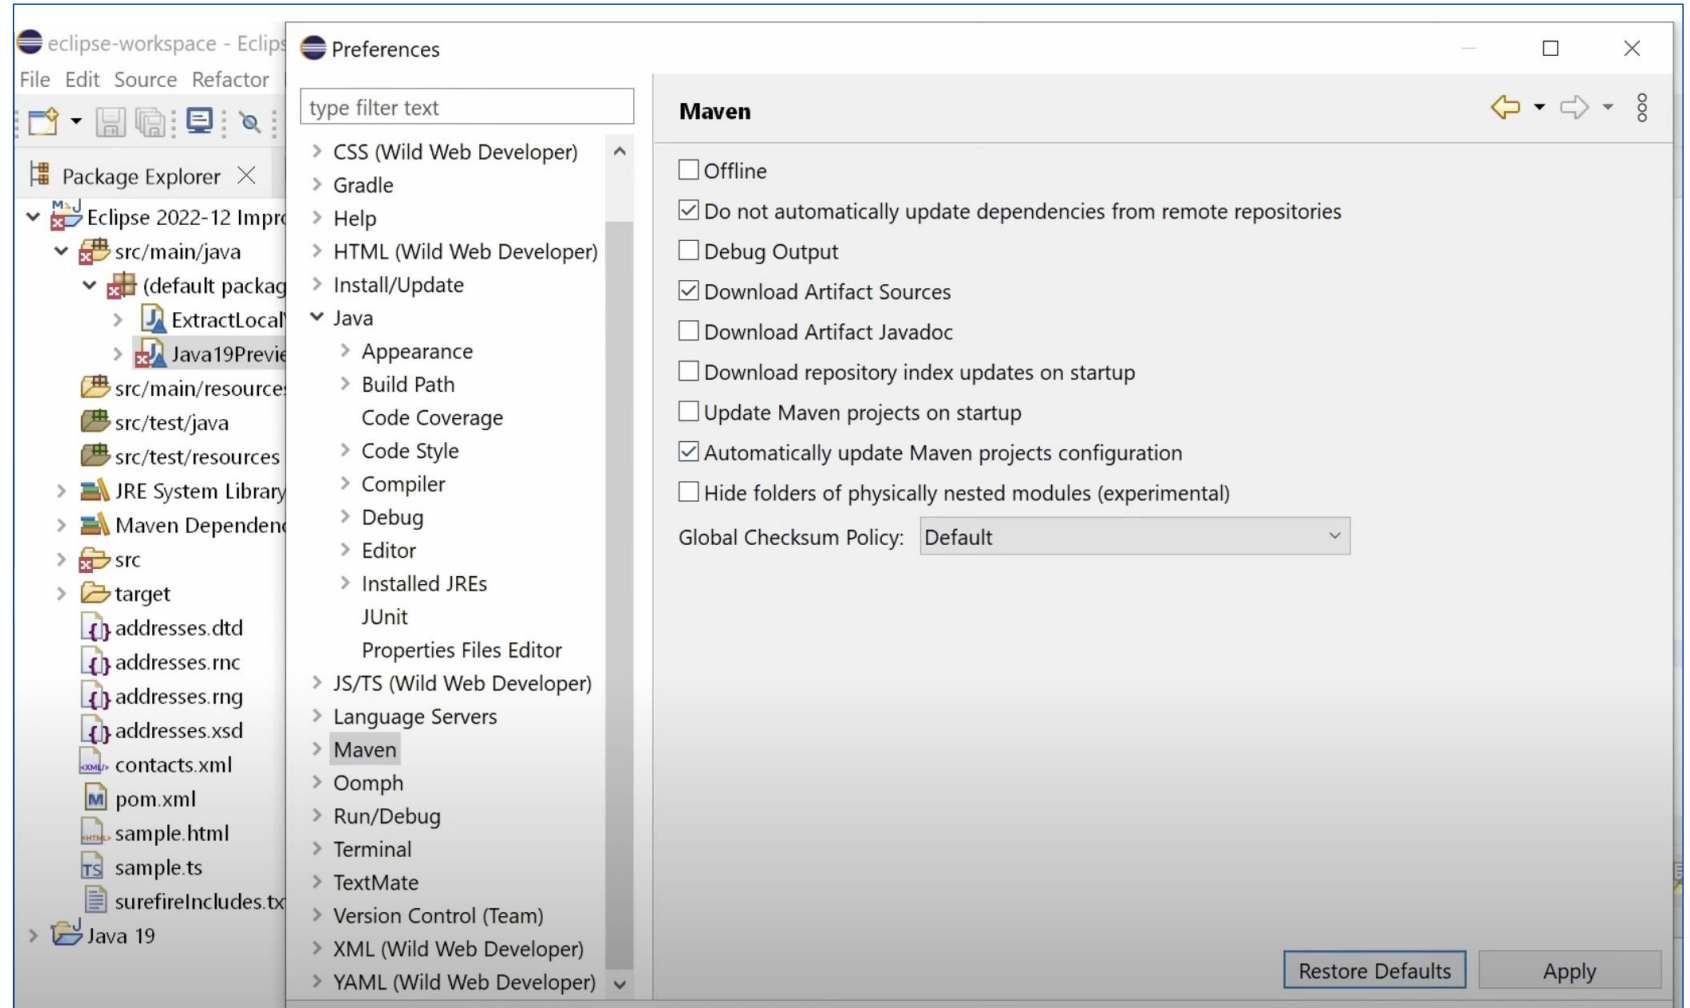 eclipse-workspace - Eclips
File Edit Source Refactor
Package Explorer
Eclipse 2022-12 Impro
src/main/java
(default packag
ExtractLocal
Java19Previe
src/main/resources
src/test/java
src/test/resources
JRE System Library
Maven Dependenc
src
target
addresses.dtd
addresses.rnc
addresses.rng
addresses.xsd
contacts.xml
pom.xml
sample.html
sample.ts
surefireIncludes.tx
Java 19
Preferences
type filter text
CSS (Wild Web Developer)
Gradle
Help
HTML (Wild Web Developer)
Install/Update
Java
Appearance
Build Path
Code Coverage
Code Style
Compiler
Debug
Editor
Installed JREs
JUnit
Properties Files Editor
JS/TS (Wild Web Developer)
Language Servers
Maven
Oomph
Run/Debug
Terminal
TextMate
Version Control (Team)
XML (Wild Web Developer)
YAML (Wild Web Developer)
Maven
Offline
Do not automatically update dependencies from remote repositories
Debug Output
Download Artifact Sources
Download Artifact Javadoc
Download repository index updates on startup
Update Maven projects on startup
Automatically update Maven projects configuration
Hide folders of physically nested modules (experimental)
Global Checksum Policy: Default
Restore Defaults Apply